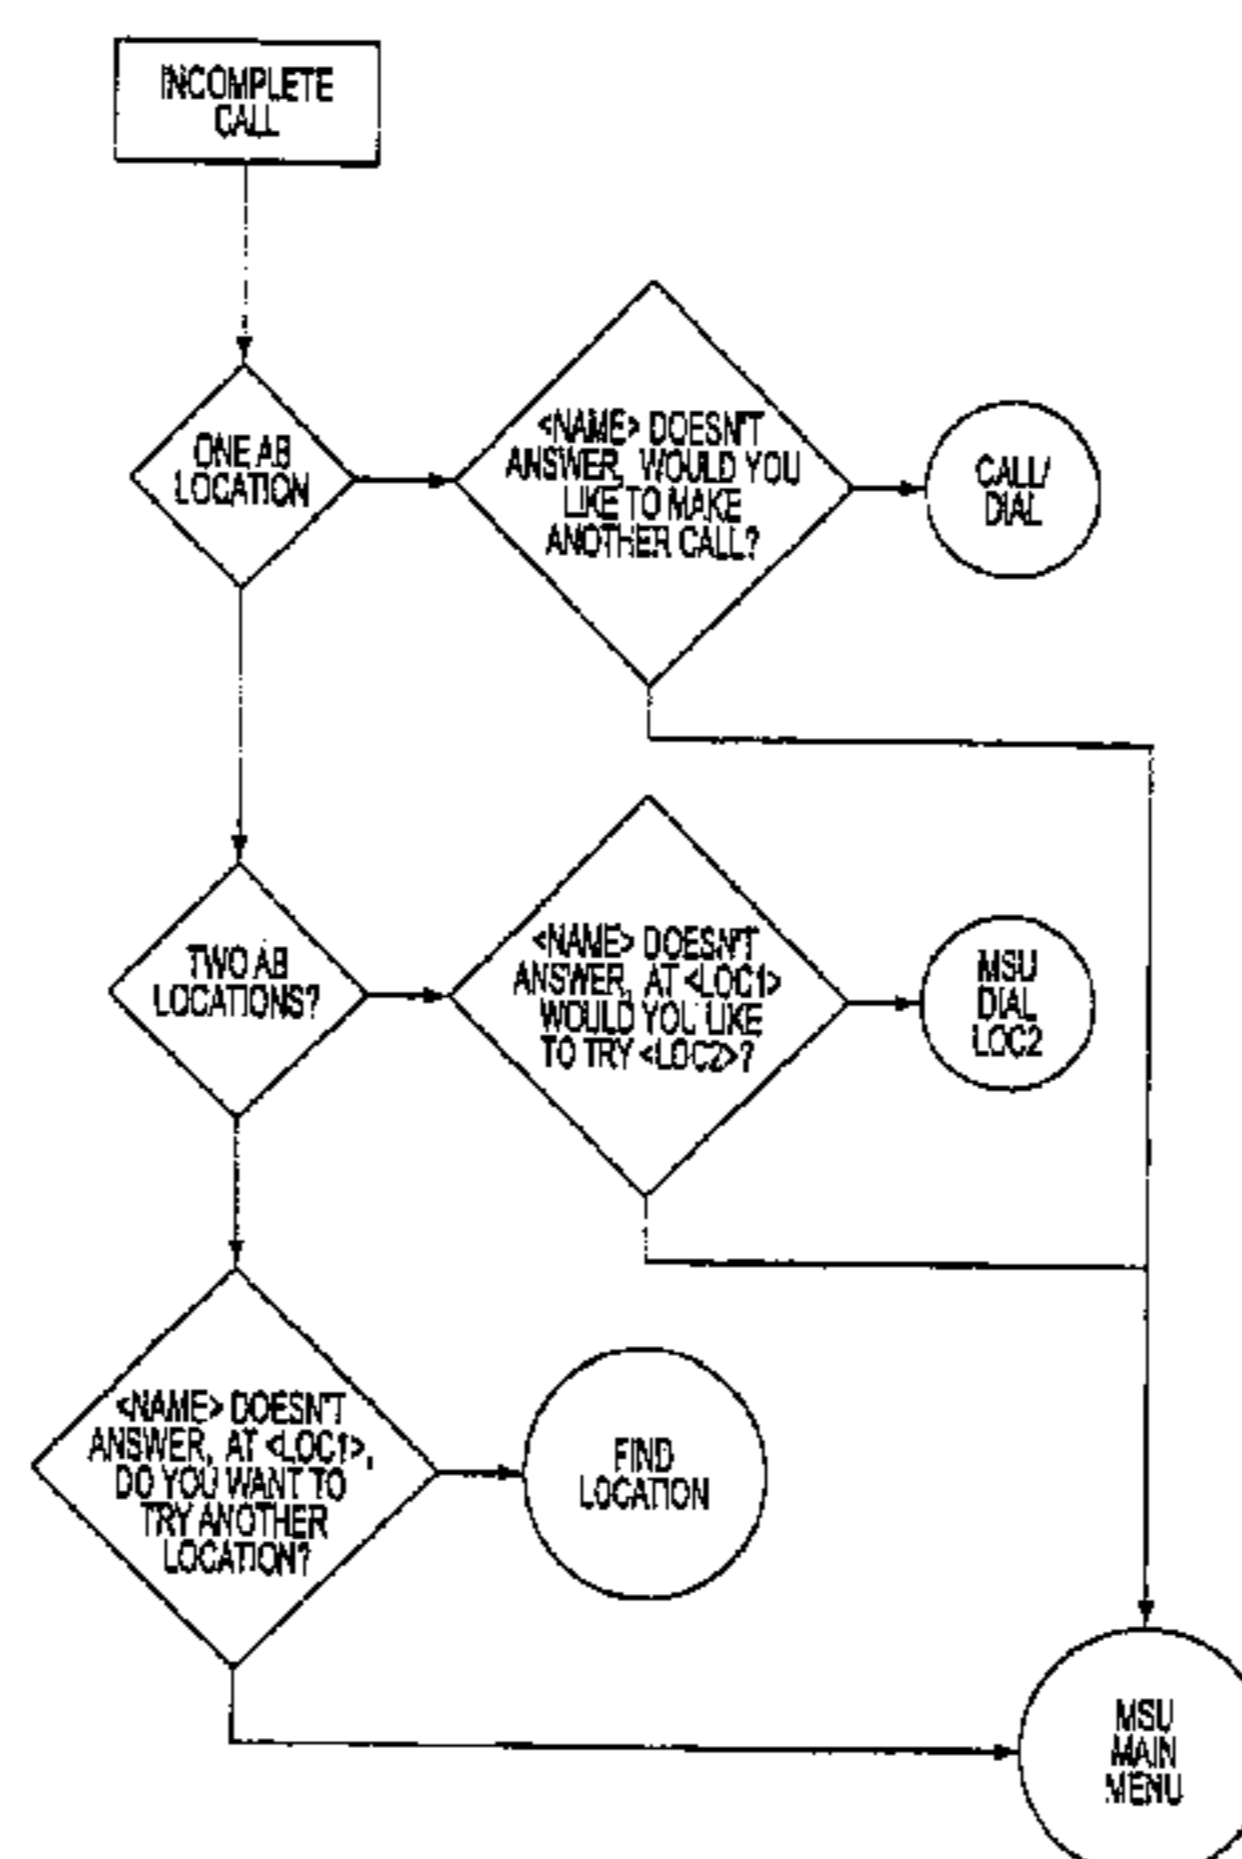 INCOMPLETE
CALL
ONE AB
LOCATION
<NAME> DOESN'T
ANSWER, WOULD YOU
LIKE TO MAKE
ANOTHER CALL?
CALL/
DIAL
TWO AB
LOCATIONS?
<NAME> DOESN'T
ANSWER, AT <LOC1>
WOULD YOU LIKE
TO TRY <LOC2>?
MSU
DIAL
LOC2
<NAME> DOESN'T
ANSWER, AT <LOC1>,
DO YOU WANT TO
TRY ANOTHER
LOCATION?
FIND
LOCATION
MSU
MAIN
MENU